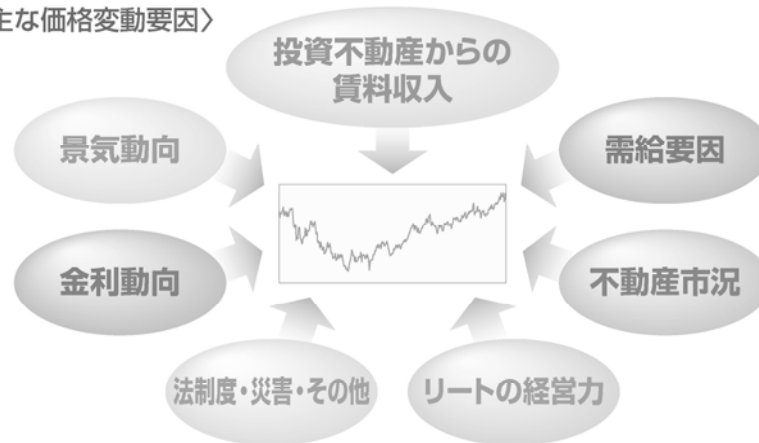 主な価格変動要因〉
投資不動産からの
賃料収入
景気動向
需給要因
金利動向
不動産市況
法制度・災害・その他
リートの経営力